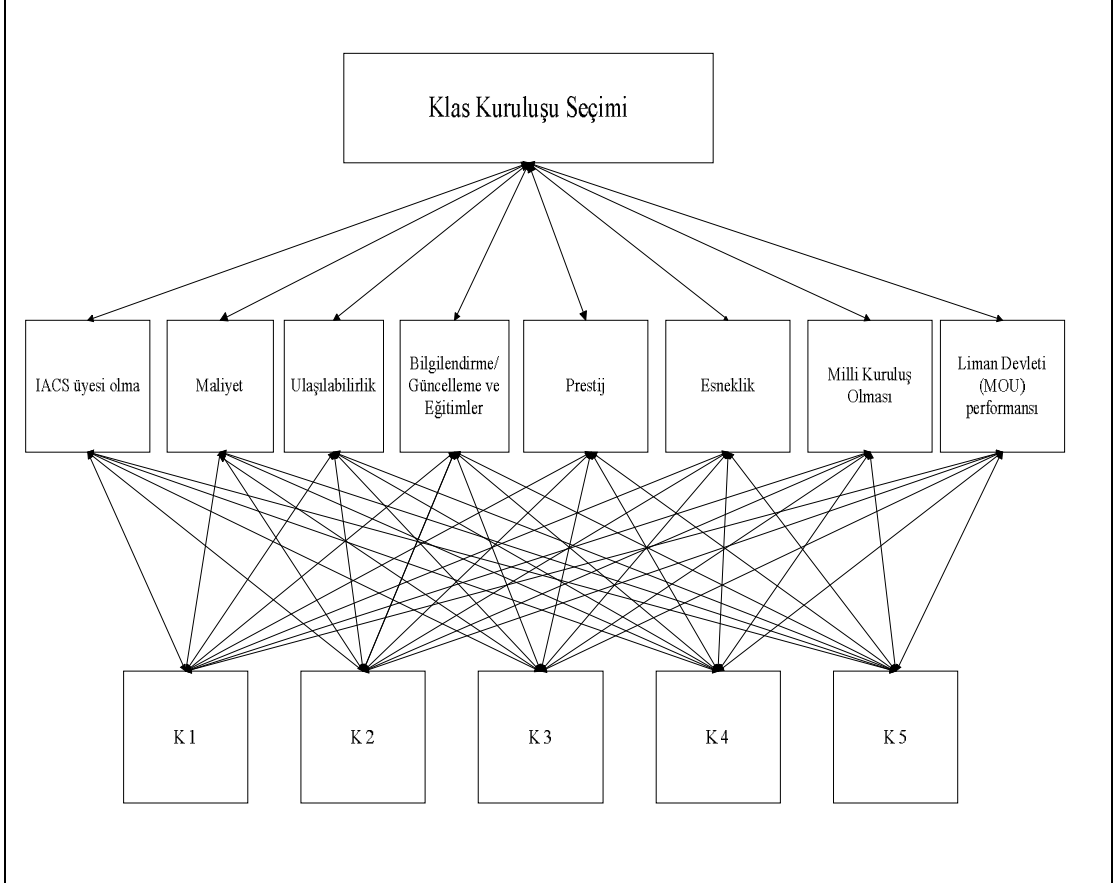 Klas Kuruluşu Seçimi
IACS üyesi olma
Maliyet
Ulaşılabilirlik
Bilgilendirme/
Güncelleme ve
Eğitimler
Prestij
Esneklik
Milli Kuruluş
Olması
Liman Devleti
(MOU)
performansı
K 1
K 2
K 3
K 4
K 5